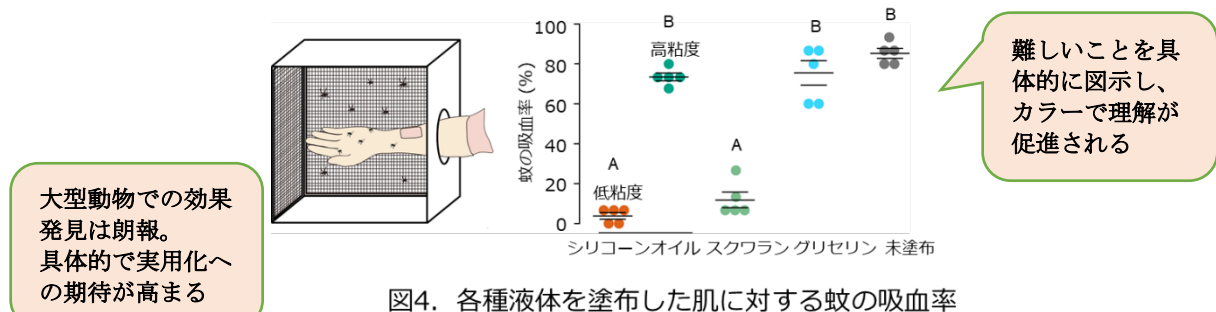 大型動物での効果
発見は朗報。
具体的で実用化へ
の期待が高まる
蚊の吸血率 (%)
100
80
60
40
20
0
A
低粘度
B
高粘度
A
B
B
シリコーンオイル スクワラン グリセリン 未塗布
難しいことを具
体的に図示し、
カラーで理解が
促進される
図4. 各種液体を塗布した肌に対する蚊の吸血率